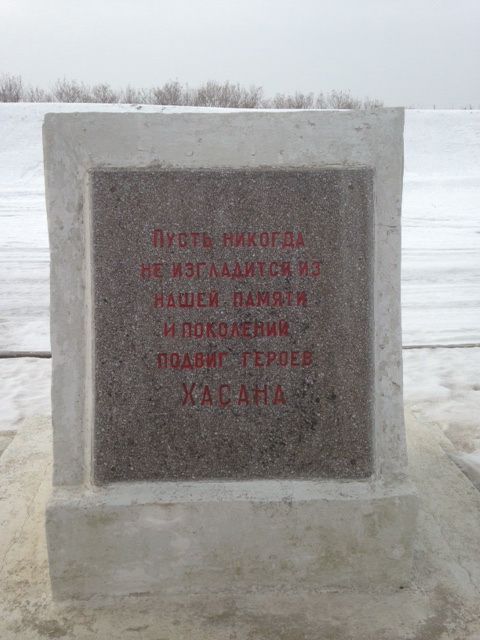 Пусть никогда
не изгладится из
нашей памяти
и поколений
подвиг героев
ХАСАНА